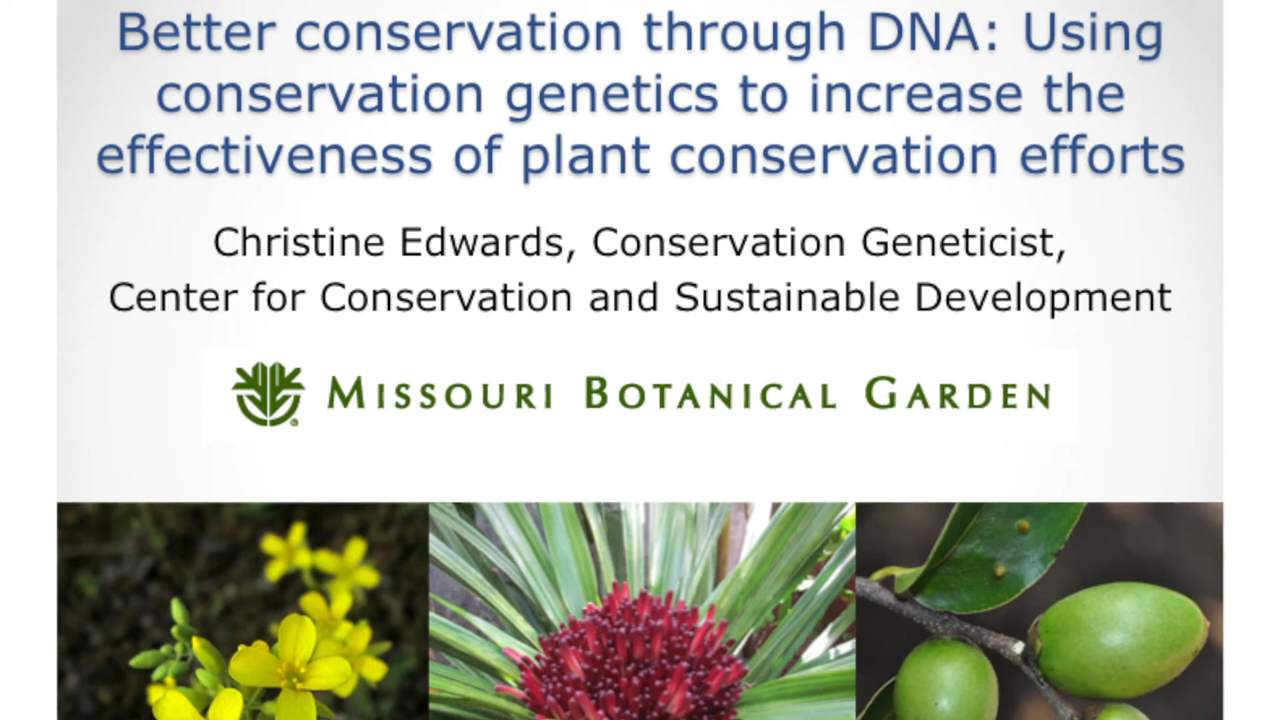 Better conservation through DNA: Using
conservation genetics to increase the
effectiveness of plant conservation efforts
Christine Edwards, Conservation Geneticist,
Center for Conservation and Sustainable Development
® MISSOURI BOTANICAL GARDEN